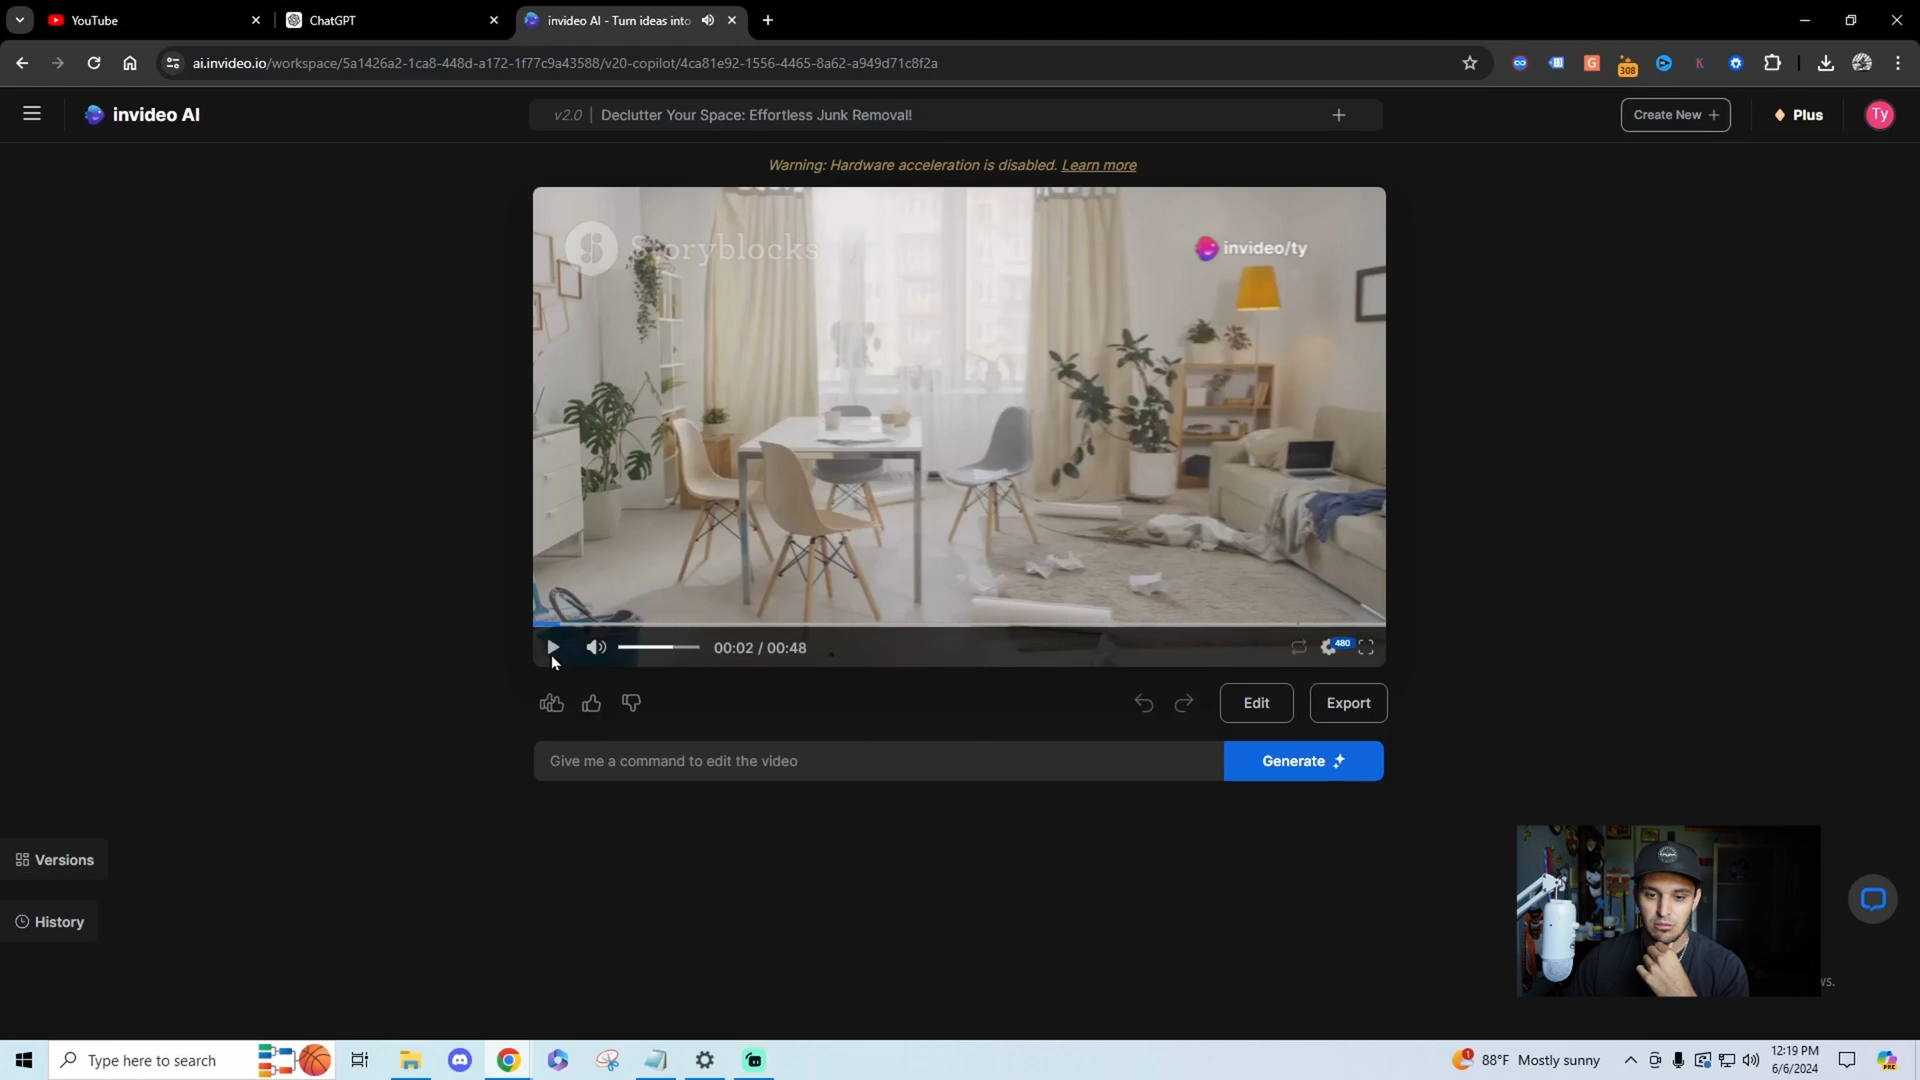 YouTube
ChatGPT
invideo AI - Turn ideas into
ai.invideo.io/workspace/5a1426a2-1ca8-448d-a172-1f77c9a43588/v20-copilot/4ca81e92-1556-4465-8a62-a949d71c8f2a
308
invideo AI
v2.0 | Declutter Your Space: Effortless Junk Removal!
Create New
Plus
Ty
Warning: Hardware acceleration is disabled. Learn more
Storyblocks
invideo/ty
00:02 / 00:48
480
Edit
Export
Give me a command to edit the video
Generate
Versions
History
ws.
Type here to search
1
88°F Mostly sunny
12:19 PM
6/6/2024
PRE